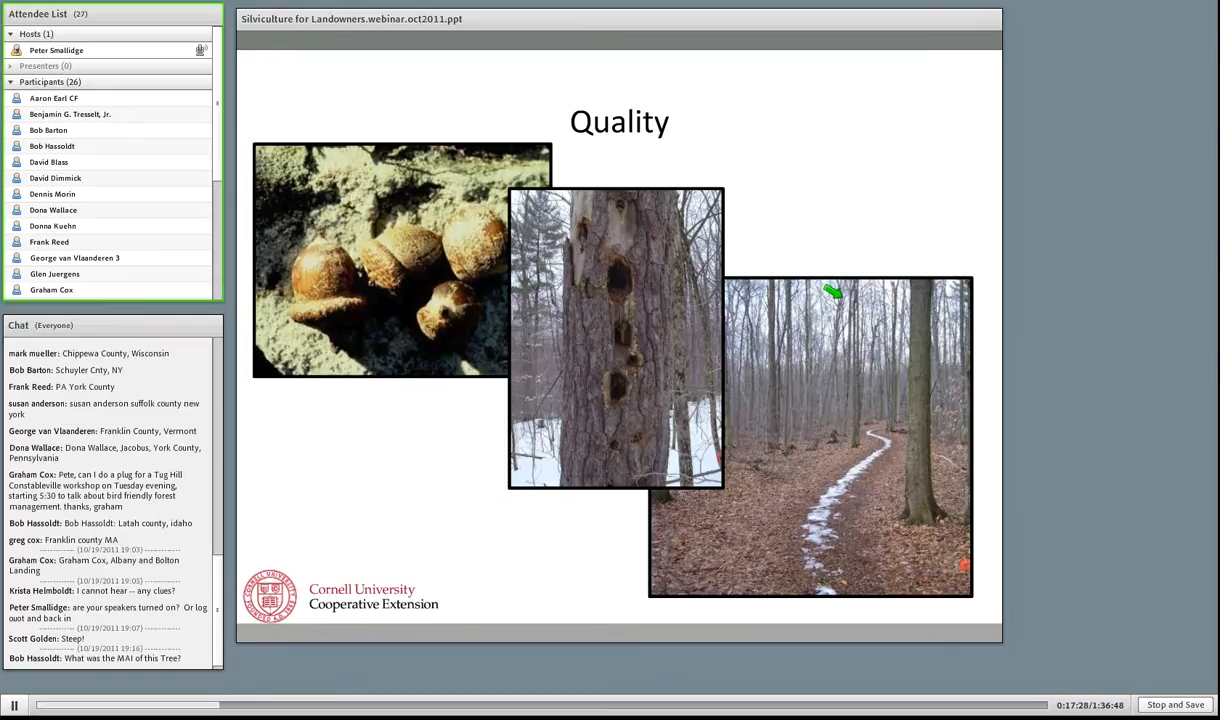 Attendee List (27)
Hosts (1)
Peter Smallidge
Presenters (0)
Participants (26)
Aaron Earl CF
Benjamin G. Tresselt, Jr.
Bob Barton
Bob Hassoldt
David Blass
David Dimmick
Dennis Morin
Dona Wallace
Donna Kuehn
Frank Reed
George van Vlaanderen 3
Glen Juergens
Graham Cox
Chat (Everyone)
mark mueller: Chippewa County, Wisconsin
Bob Barton: Schuyler Cnty, NY
Frank Reed: PA York County
susan anderson: susan anderson suffolk county new
york
George van Vlaanderen: Franklin County, Vermont
Dona Wallace: Dona Wallace, Jacobus, York County,
Pennsylvania
Graham Cox: Pete, can I do a plug for a Tug Hill
Constableville workshop on Tuesday evening,
starting 5:30 to talk about bird friendly forest
management. thanks, graham
Bob Hassoldt: Bob Hassoldt: Latah county, idaho
greg cox: Franklin county MA
------------ (10/19/2011 19:03) ------------
Graham Cox: Graham Cox, Albany and Bolton
Landing
------------ (10/19/2011 19:05) ------------
Krista Helmboldt: I cannot hear -- any clues?
Peter Smallidge: are your speakers turned on? Or log
ouot and back in
------------ (10/19/2011 19:07) ------------
Scott Golden: Steep!
------------ (10/19/2011 19:16) ------------
Bob Hassoldt: What was the MAI of this Tree?
Silviculture for Landowners.webinar.oct2011.ppt
Quality
Cornell University
Cooperative Extension
0:17:28/1:36:48
Stop and Save